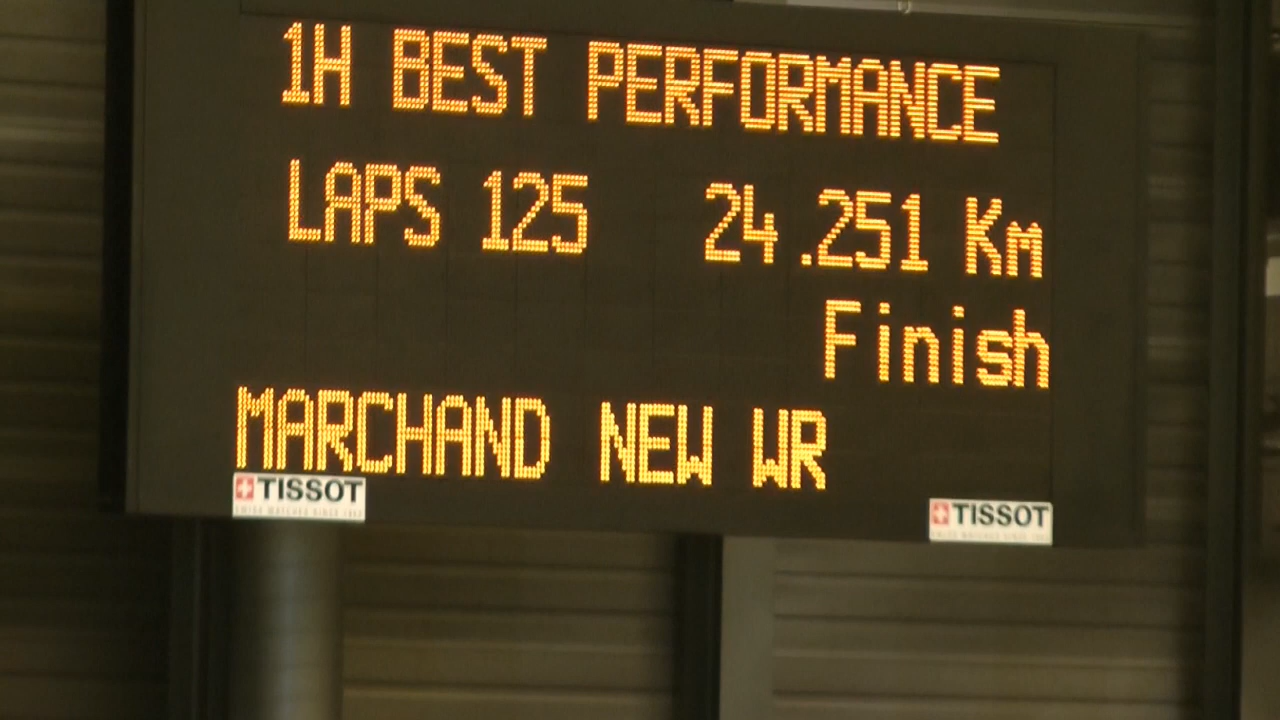 1H BEST PERFORMANCE
LAPS 125 24.251 Km
Finish
MARCHAND NEW WR
TISSOT
TISSOT